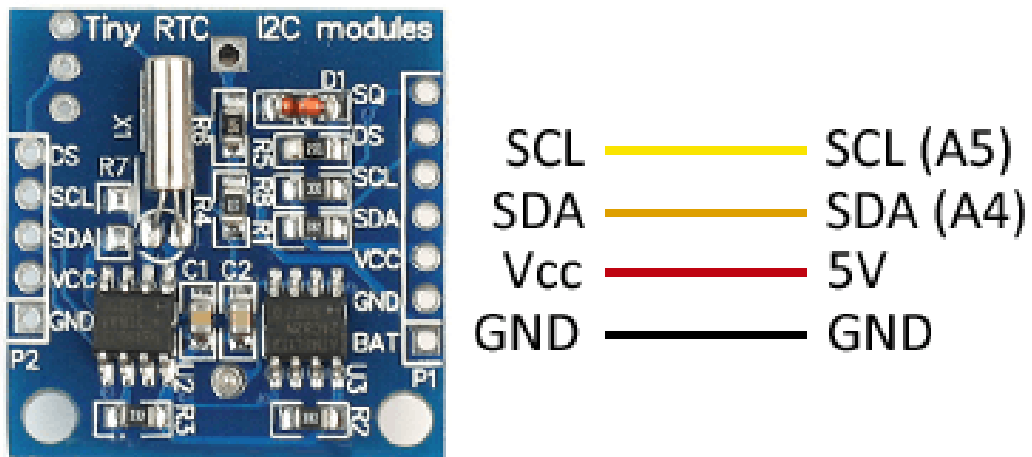 Tiny RTC I2C modules
D1
SQ
DS
SCL
SDA
VCC
GND
BAT
P1
X1
R6
R5
R8
R4
R1
DS
R7
SCL
SDA
VCC
GND
P2
C1 C2
U2
U3
R3
R2
SCL SCL (A5)
SDA SDA (A4)
Vcc 5V
GND GND